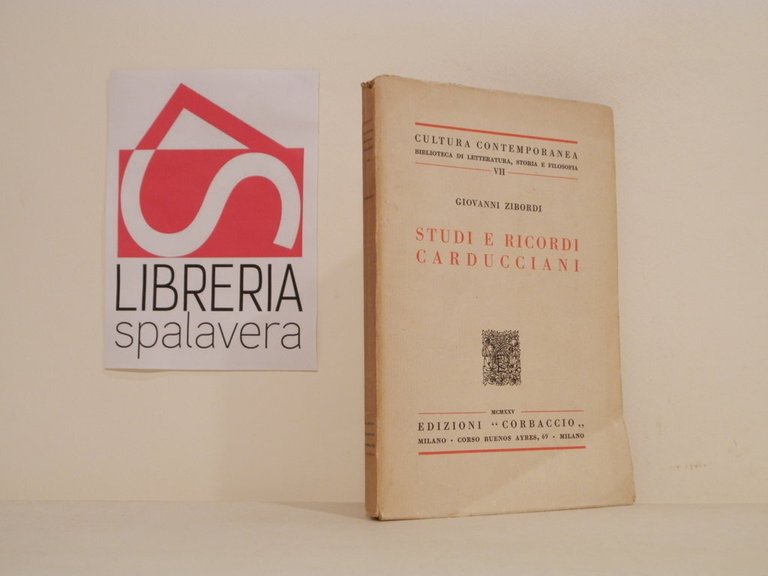 LIBRERIA
spalavera
CULTURA CONTEMPORANEA
BIBLIOTECA DI LETTERATURA, STORIA E FILOSOFIA
VII
GIOVANNI ZIBORDI
STUDI E RICORDI
CARDUCCIANI
MCMXXV
EDIZIONI “CORBACCIO„
MILANO - CORSO BUENOS AYRES, 69 - MILANO